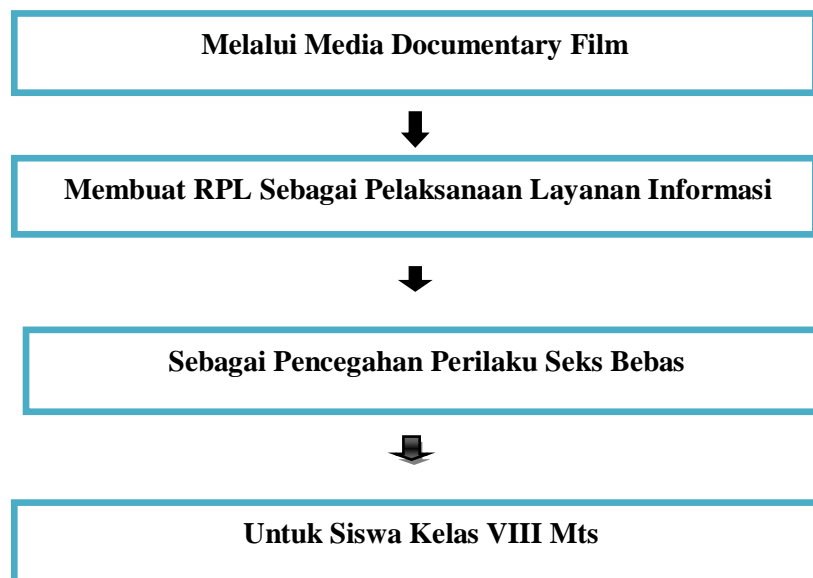 Melalui Media Documentary Film
Membuat RPL Sebagai Pelaksanaan Layanan Informasi
Sebagai Pencegahan Perilaku Seks Bebas
Untuk Siswa Kelas VIII Mts